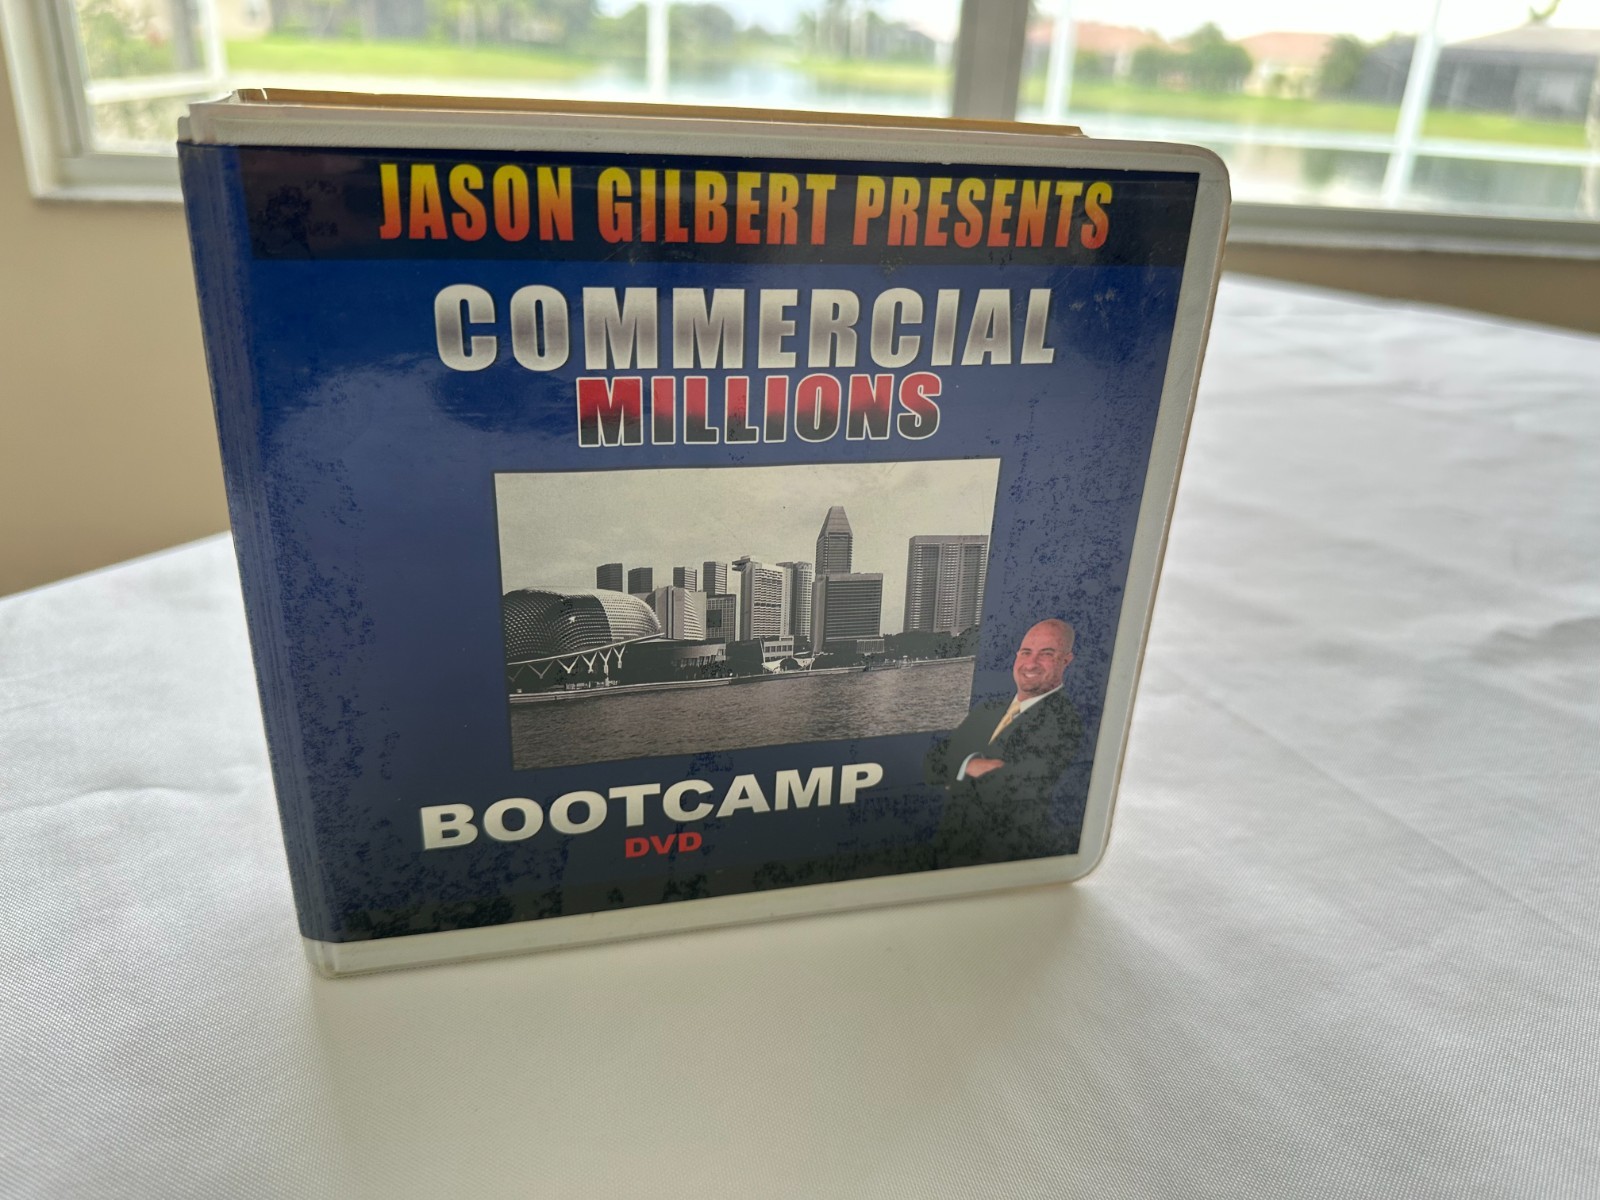 JASON GILBERT PRESENTS
COMMERCIAL
MILLIONS
BOOTCAMP
DVD